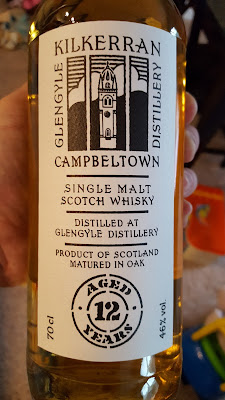 KILKERRAN
GLENGYLE
DISTILLERY
CAMPBELTOWN
SINGLE MALT
SCOTCH WHISKY
DISTILLED AT
GLENGYLE DISTILLERY
PRODUCT OF SCOTLAND
MATURED IN OAK
AGED
12
YEARS
70cl
46% vol.